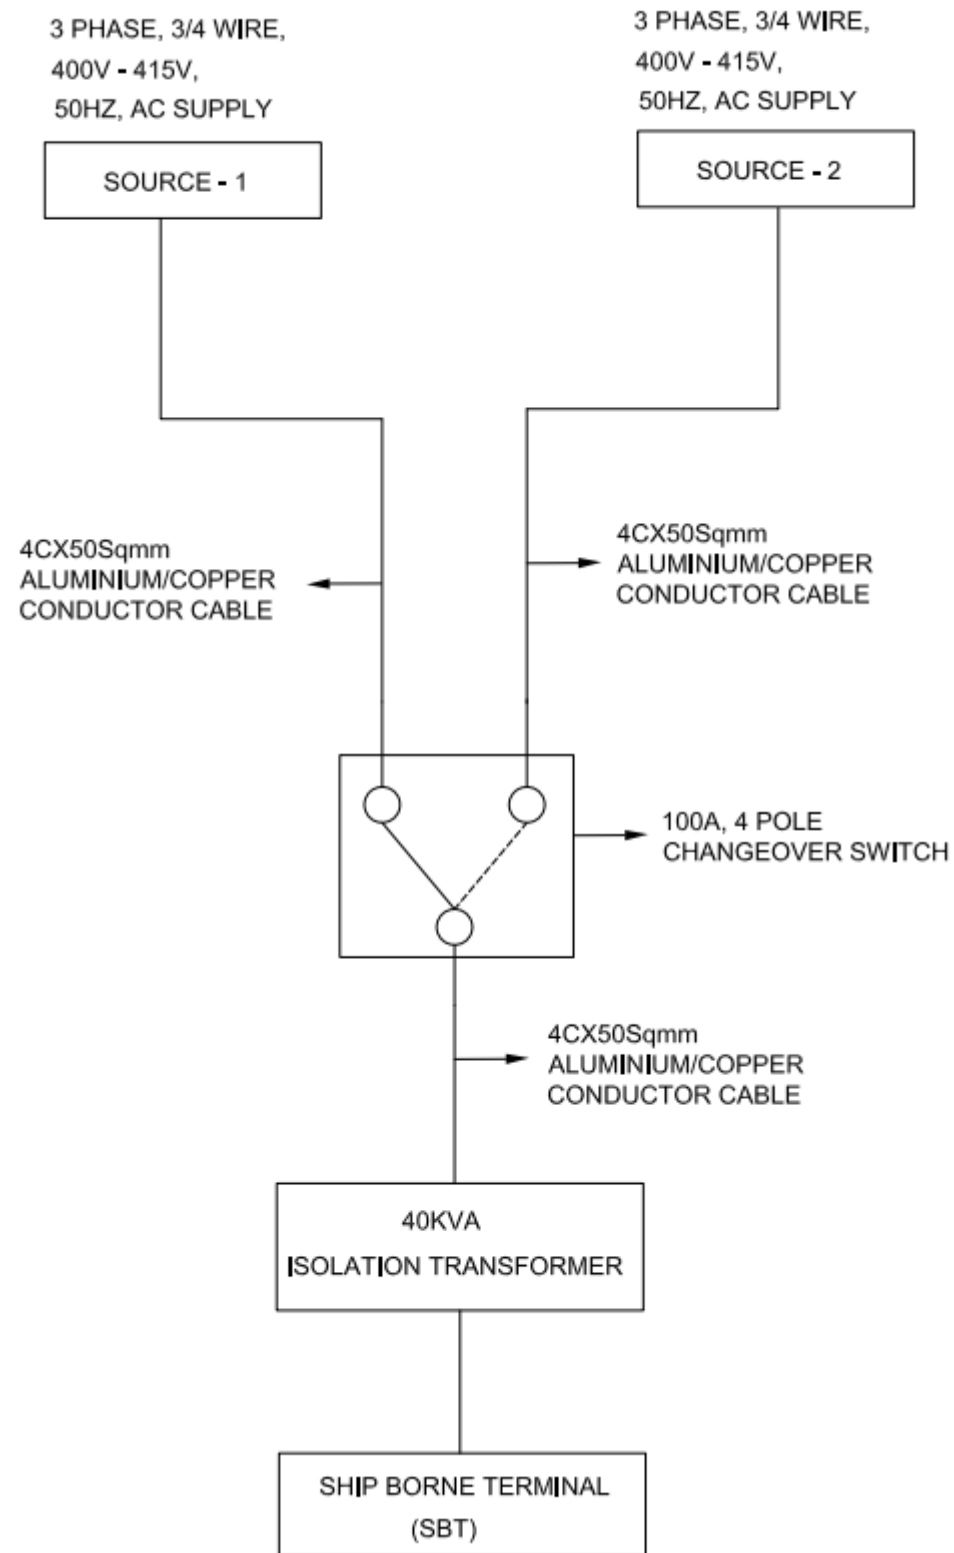 3 PHASE, 3/4 WIRE,
400V - 415V,
50HZ, AC SUPPLY
SOURCE - 1
3 PHASE, 3/4 WIRE,
400V - 415V,
50HZ, AC SUPPLY
SOURCE - 2
4CX50Sqmm
ALUMINIUM/COPPER
CONDUCTOR CABLE
4CX50Sqmm
ALUMINIUM/COPPER
CONDUCTOR CABLE
100A, 4 POLE
CHANGEOVER SWITCH
4CX50Sqmm
ALUMINIUM/COPPER
CONDUCTOR CABLE
40KVA
ISOLATION TRANSFORMER
SHIP BORNE TERMINAL
(SBT)